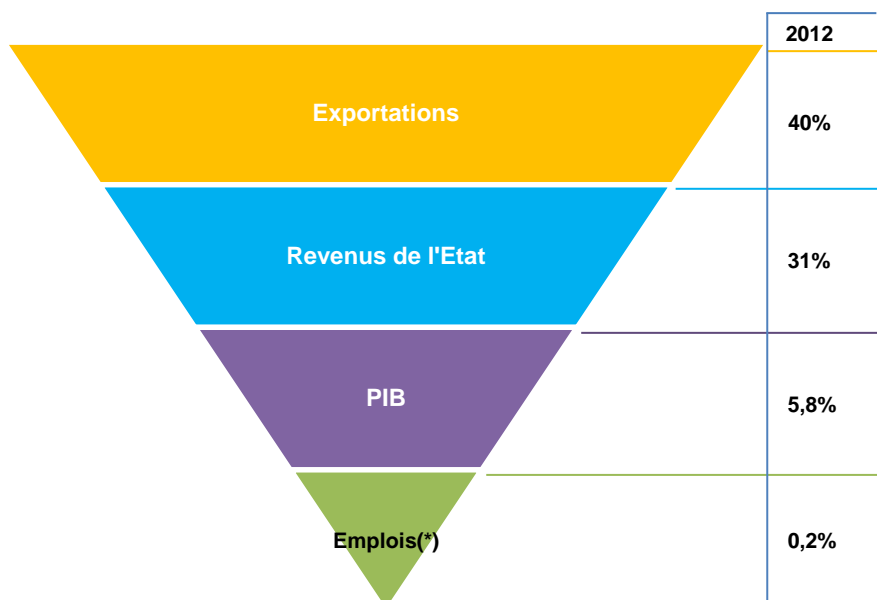 2012
Exportations
40%
Revenus de l'Etat
31%
PIB
5,8%
Emplois(*)
0,2%